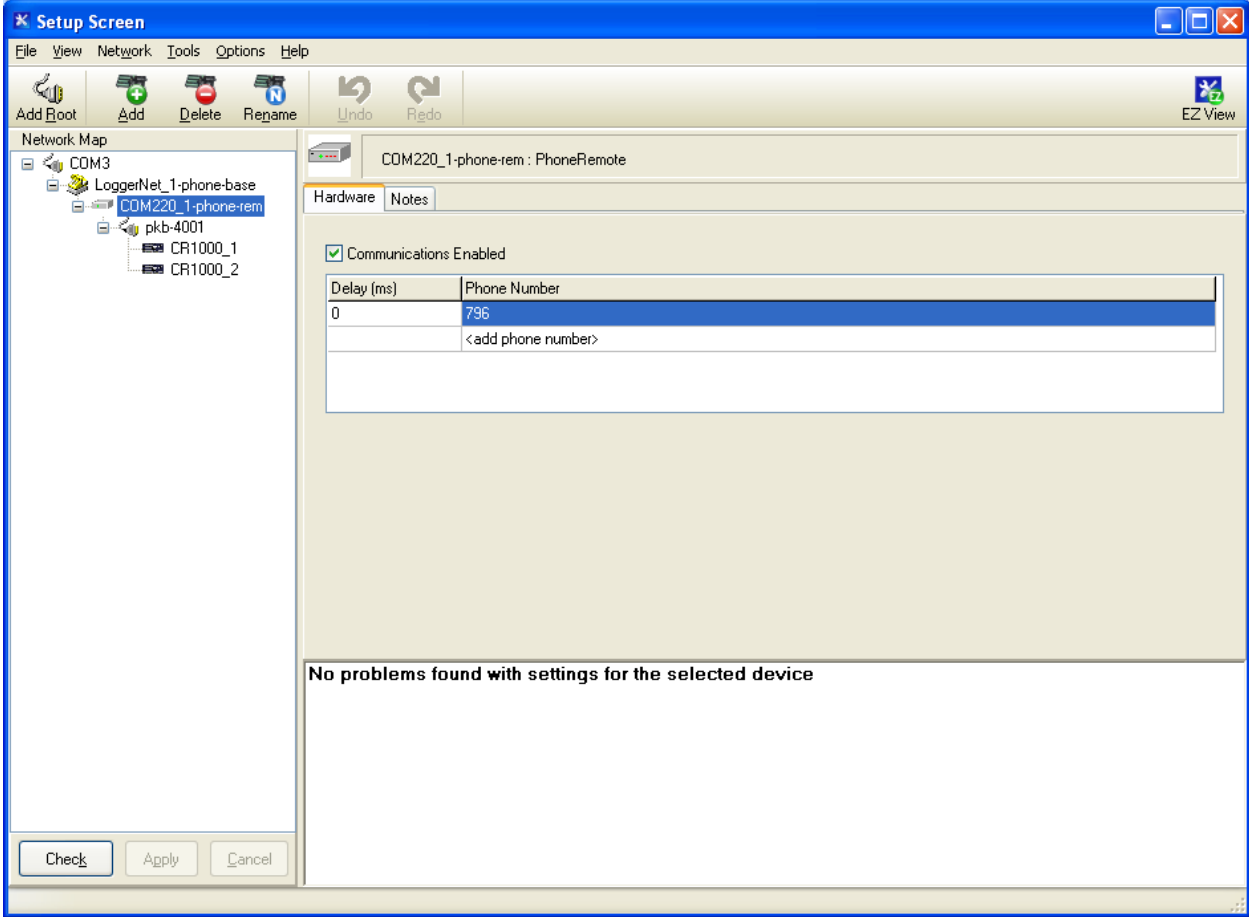 Setup Screen
File View Network Tools Options Help
Add Root Add Delete Rename Undo Redo EZ View
Network Map
COM3
LoggerNet_1-phone-base
COM220_1-phone-rem
pkb-4001
CR1000_1
CR1000_2
COM220_1-phone-rem : PhoneRemote
Hardware Notes
Communications Enabled
Delay (ms) Phone Number
0 796
<add phone number>
No problems found with settings for the selected device
Check Apply Cancel